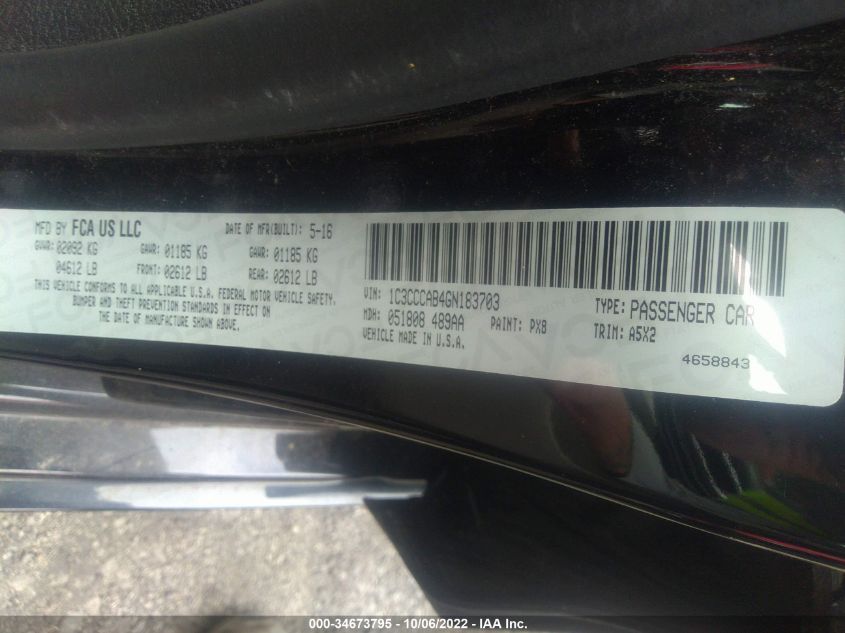 MFD BY FCA US LLC
DATE OF MFR(BUILT): 5-16
GVWR: 02092 KG
GAWR: 01185 KG
GAWR: 01185 KG
04612 LB
FRONT: 02612 LB
REAR: 02612 LB
THIS VEHICLE CONFORMS TO ALL APPLICABLE U.S.A. FEDERAL MOTOR VEHICLE SAFETY,
BUMPER AND THEFT PREVENTION STANDARDS IN EFFECT ON
THE DATE OF MANUFACTURE SHOWN ABOVE.
VIN: 1C3CCCAB4GN183703
TYPE: PASSENGER CAR
MDH: 051808 489AA
PAINT: PX8
TRIM: A5X2
VEHICLE MADE IN U.S.A.
4658843
000-34673795 - 10/06/2022 - IAA Inc.